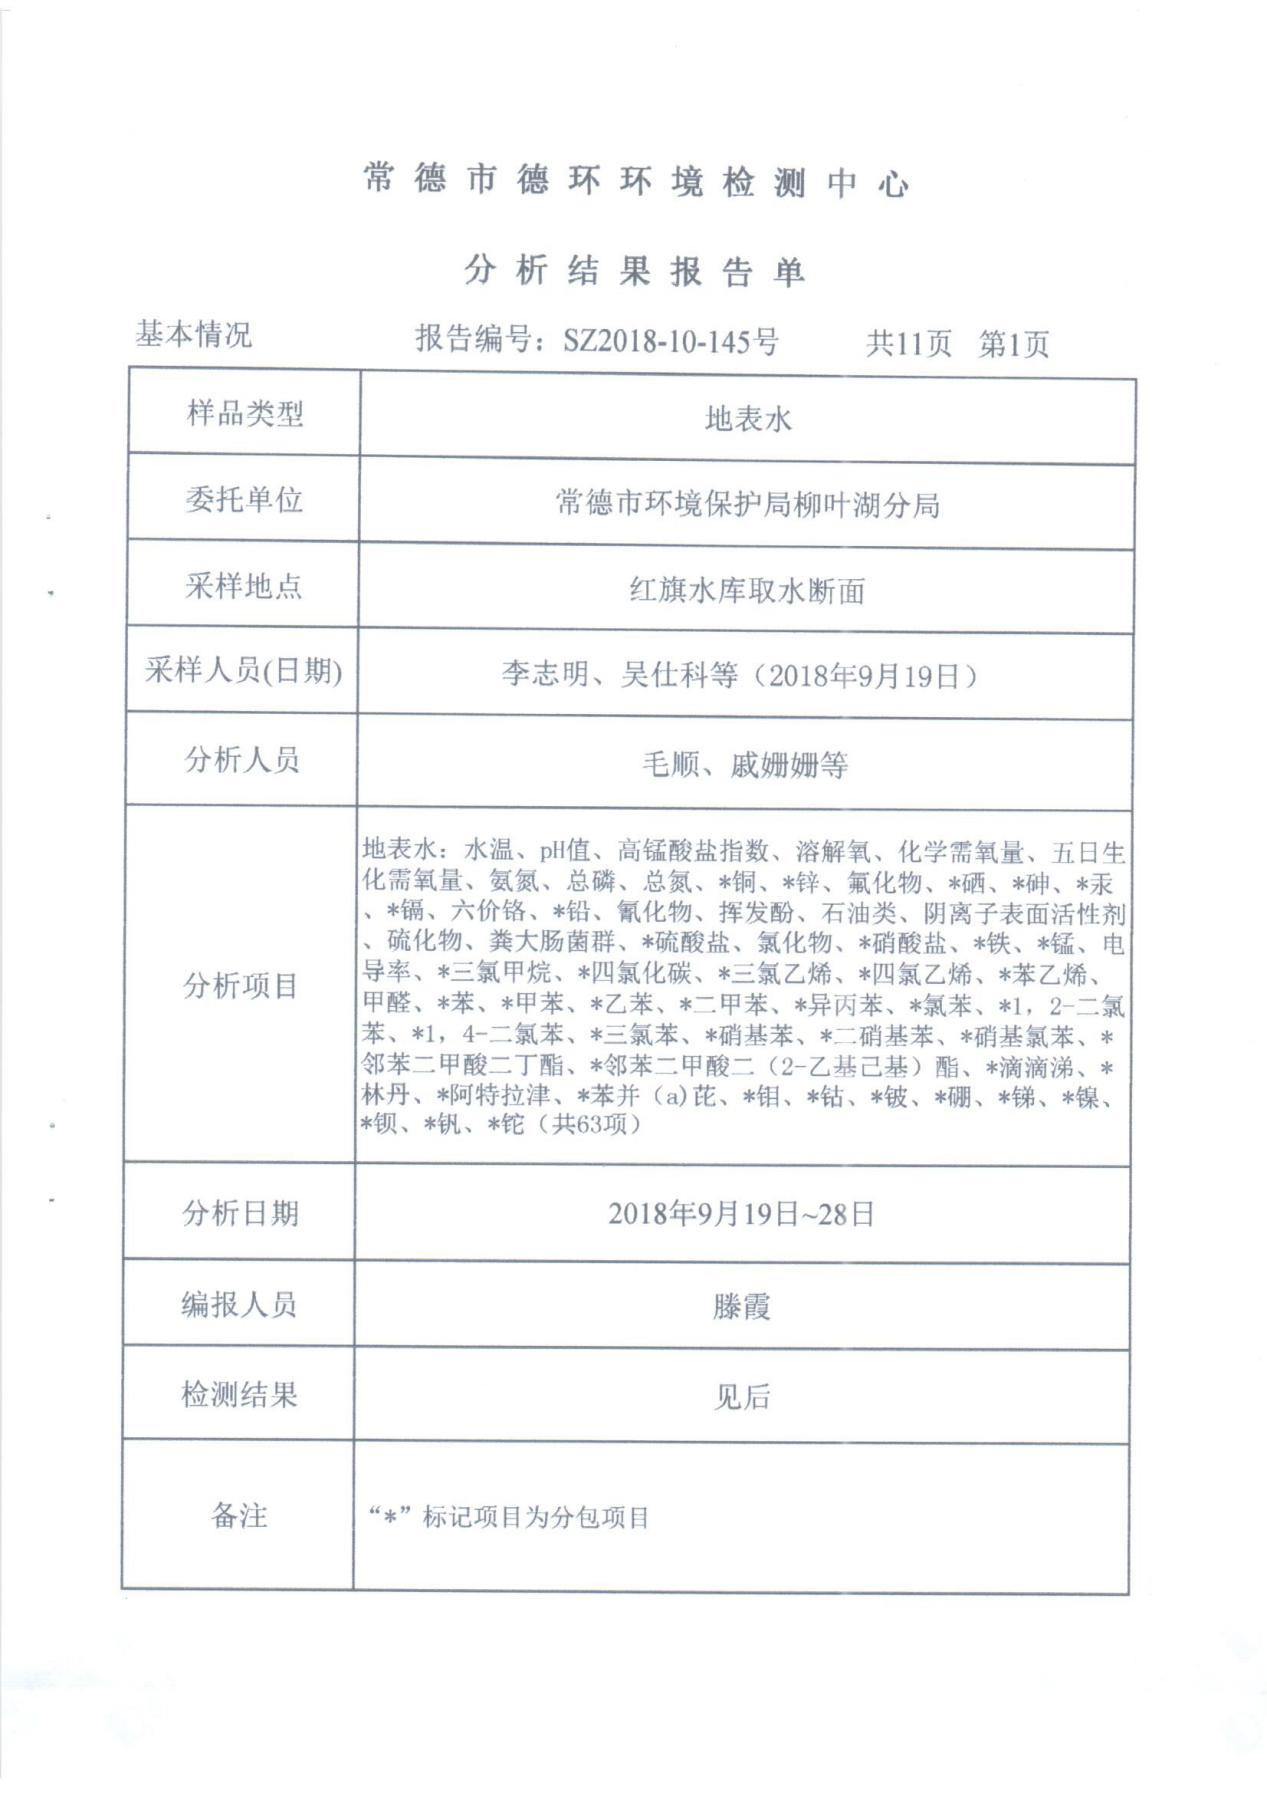 常德市德环环境检测中心
分析结果报告单
基本情况 报告编号：SZ2018-10-145号 共11页 第1页
样品类型 地表水
委托单位 常德市环境保护局柳叶湖分局
采样地点 红旗水库取水断面
采样人员(日期) 李志明、吴仕科等（2018年9月19日）
分析人员 毛顺、戚姗姗等
分析项目
地表水：水温、pH值、高锰酸盐指数、溶解氧、化学需氧量、五日生
化需氧量、氨氮、总磷、总氮、*铜、*锌、氟化物、*硒、*砷、*汞
、*镉、六价铬、*铅、氰化物、挥发酚、石油类、阴离子表面活性剂
、硫化物、粪大肠菌群、*硫酸盐、氯化物、*硝酸盐、*铁、*锰、电
导率、*三氯甲烷、*四氯化碳、*三氯乙烯、*四氯乙烯、*苯乙烯、
甲醛、*苯、*甲苯、*乙苯、*二甲苯、*异丙苯、*氯苯、*1，2-二氯
苯、*1，4-二氯苯、*三氯苯、*硝基苯、*二硝基苯、*硝基氯苯、*
邻苯二甲酸二丁酯、*邻苯二甲酸二（2-乙基己基）酯、*滴滴涕、*
林丹、*阿特拉津、*苯并（a)芘、*钼、*钴、*铍、*硼、*锑、*镍、
*钡、*钒、*铊（共63项）
分析日期 2018年9月19日~28日
编报人员 滕霞
检测结果 见后
备注 “*”标记项目为分包项目